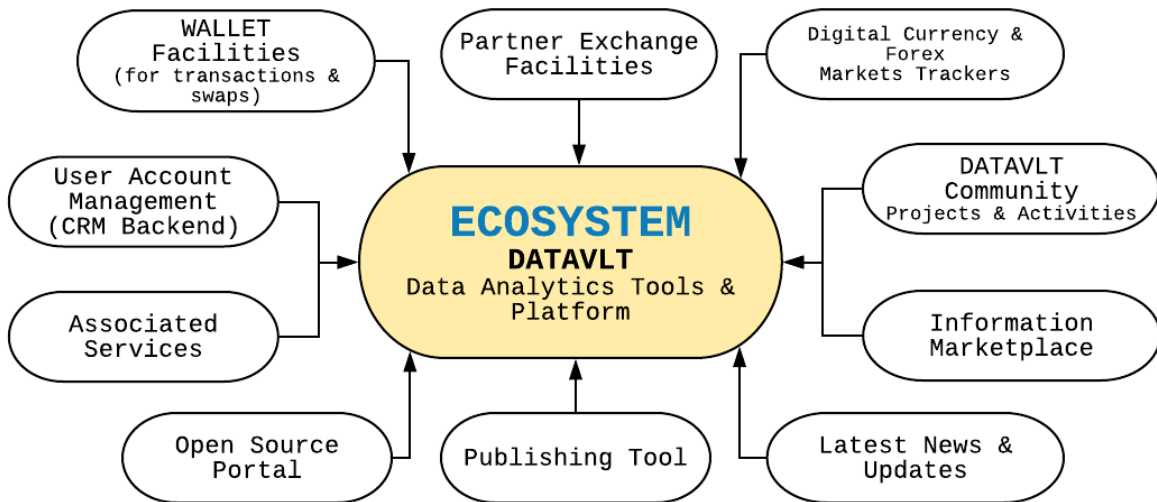 WALLET
Facilities
(for transactions &
swaps)
Partner Exchange
Facilities
Digital Currency &
Forex
Markets Trackers
User Account
Management
(CRM Backend)
ECOSYSTEM
DATAVLT
Data Analytics Tools &
Platform
DATAVLT
Community
Projects & Activities
Associated
Services
Information
Marketplace
Open Source
Portal
Publishing Tool
Latest News &
Updates